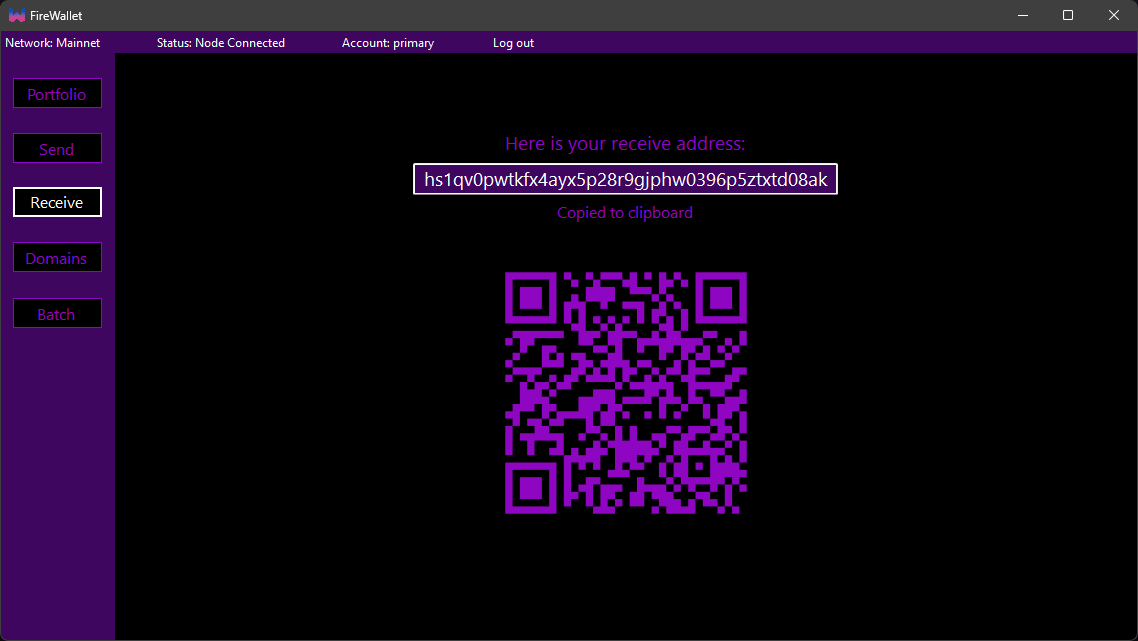 FireWallet
Network: Mainnet Status: Node Connected Account: primary Log out
Portfolio
Send
Receive
Domains
Batch
Here is your receive address:
hs1qv0pwtkfx4ayx5p28r9gjphw0396p5ztxtd08ak
Copied to clipboard